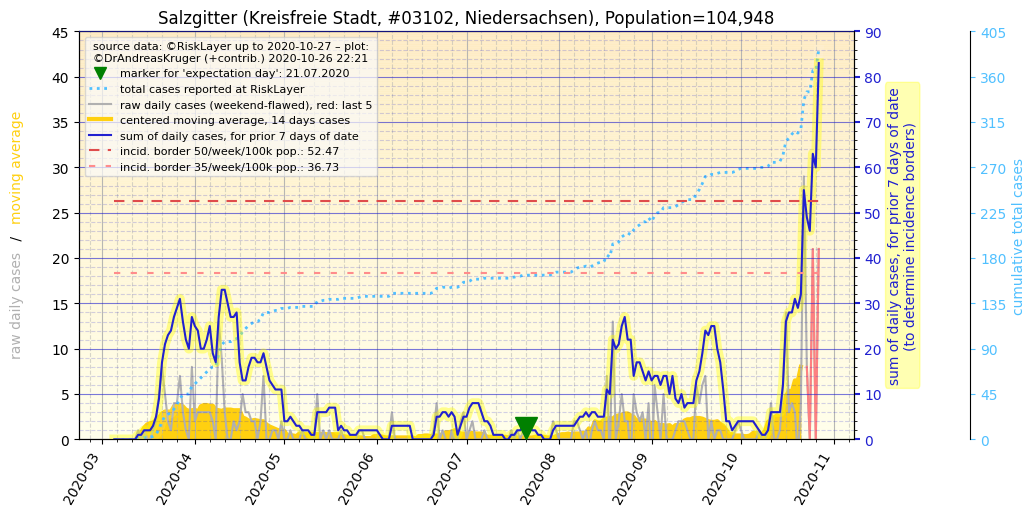 Salzgitter (Kreisfreie Stadt, #03102, Niedersachsen), Population=104,948
source data: ©RiskLayer up to 2020-10-27 – plot:
©DrAndreasKruger (+contrib.) 2020-10-26 22:21
marker for 'expectation day': 21.07.2020
total cases reported at RiskLayer
raw daily cases (weekend-flawed), red: last 5
centered moving average, 14 days cases
sum of daily cases, for prior 7 days of date
incid. border 50/week/100k pop.: 52.47
incid. border 35/week/100k pop.: 36.73
raw daily cases / moving average
45
40
35
30
25
20
15
10
5
0
90
80
70
60
50
40
30
20
10
0
sum of daily cases, for prior 7 days of date
(to determine incidence borders)
405
360
315
270
225
180
135
90
45
0
cumulative total cases
2020-03
2020-04
2020-05
2020-06
2020-07
2020-08
2020-09
2020-10
2020-11